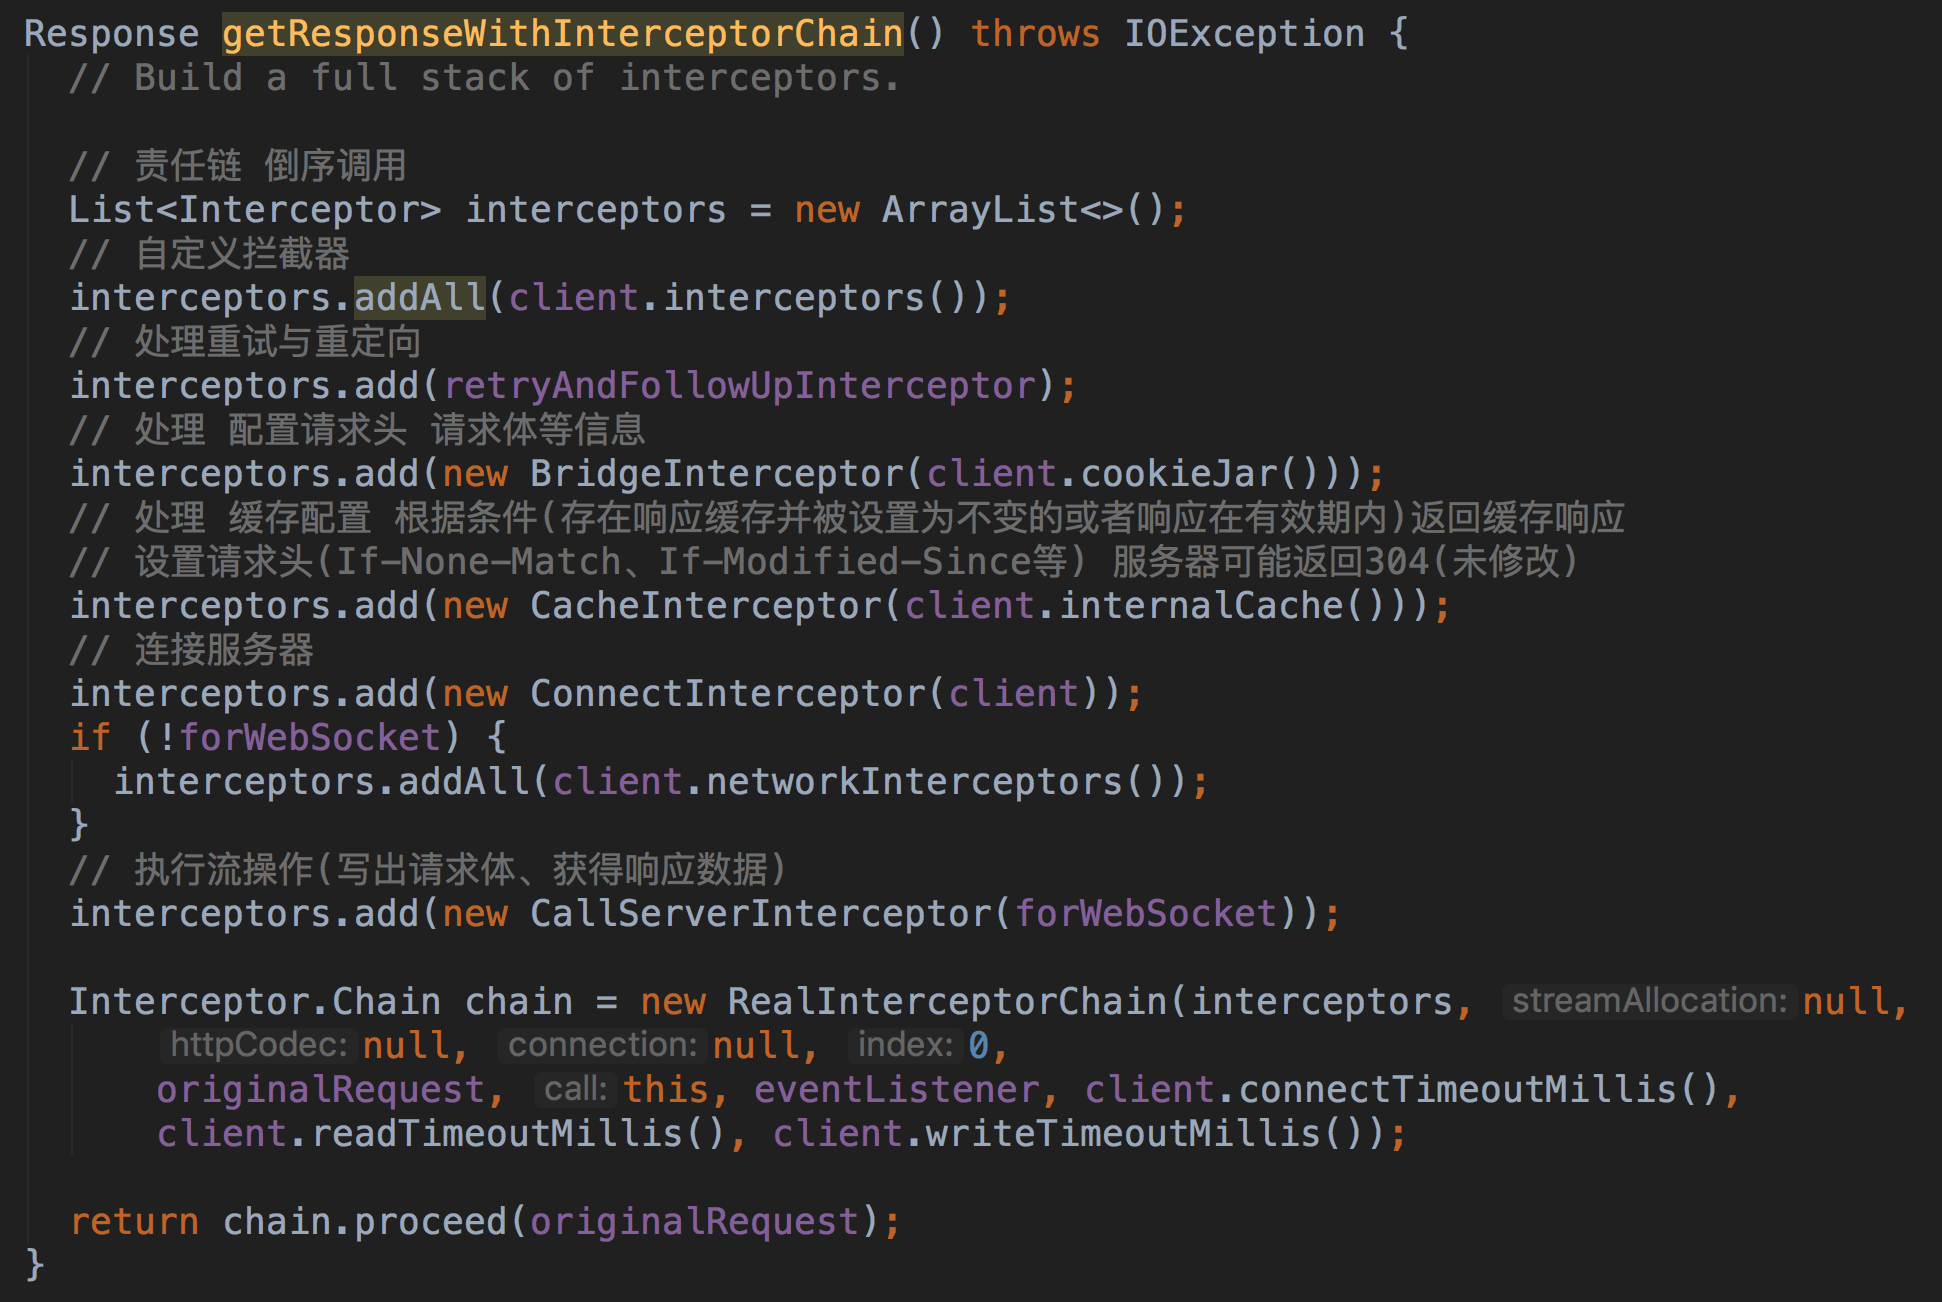 Response getResponseWithInterceptorChain() throws IOException {
// Build a full stack of interceptors.
// 责任链 倒序调用
List<Interceptor> interceptors = new ArrayList<>();
// 自定义拦截器
interceptors.addAll(client.interceptors());
// 处理重试与重定向
interceptors.add(retryAndFollowUpInterceptor);
// 处理 配置请求头 请求体等信息
interceptors.add(new BridgeInterceptor(client.cookieJar()));
// 处理 缓存配置 根据条件(存在响应缓存并被设置为不变的或者响应在有效期内)返回缓存响应
// 设置请求头(If-None-Match、If-Modified-Since等) 服务器可能返回304(未修改)
interceptors.add(new CacheInterceptor(client.internalCache()));
// 连接服务器
interceptors.add(new ConnectInterceptor(client));
if (!forWebSocket) {
interceptors.addAll(client.networkInterceptors());
}
// 执行流操作(写出请求体、获得响应数据)
interceptors.add(new CallServerInterceptor(forWebSocket));
Interceptor.Chain chain = new RealInterceptorChain(interceptors, streamAllocation: null,
httpCodec: null, connection: null, index: 0,
originalRequest, call: this, eventListener, client.connectTimeoutMillis(),
client.readTimeoutMillis(), client.writeTimeoutMillis());
return chain.proceed(originalRequest);
}